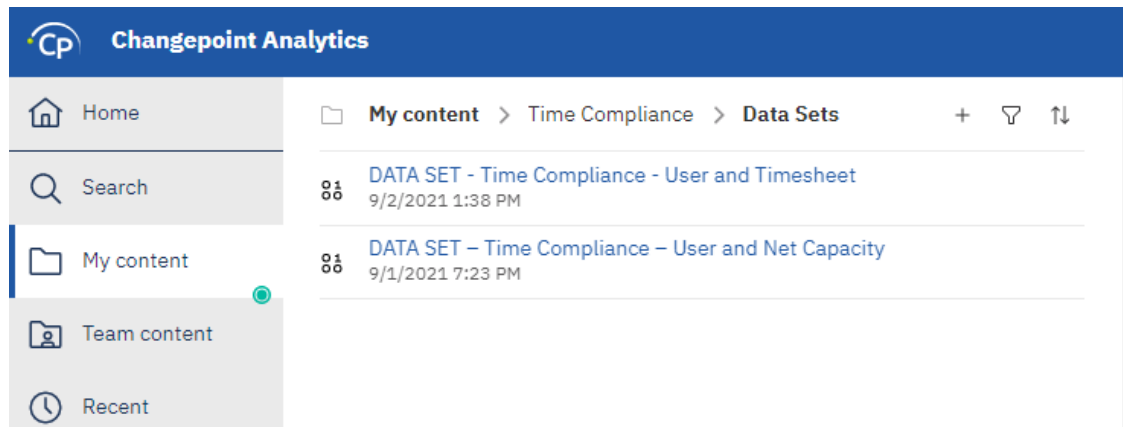 Cp Changepoint Analytics
Home
My content > Time Compliance > Data Sets
Search
DATA SET - Time Compliance - User and Timesheet
9/2/2021 1:38 PM
My content
DATA SET – Time Compliance – User and Net Capacity
9/1/2021 7:23 PM
Team content
Recent